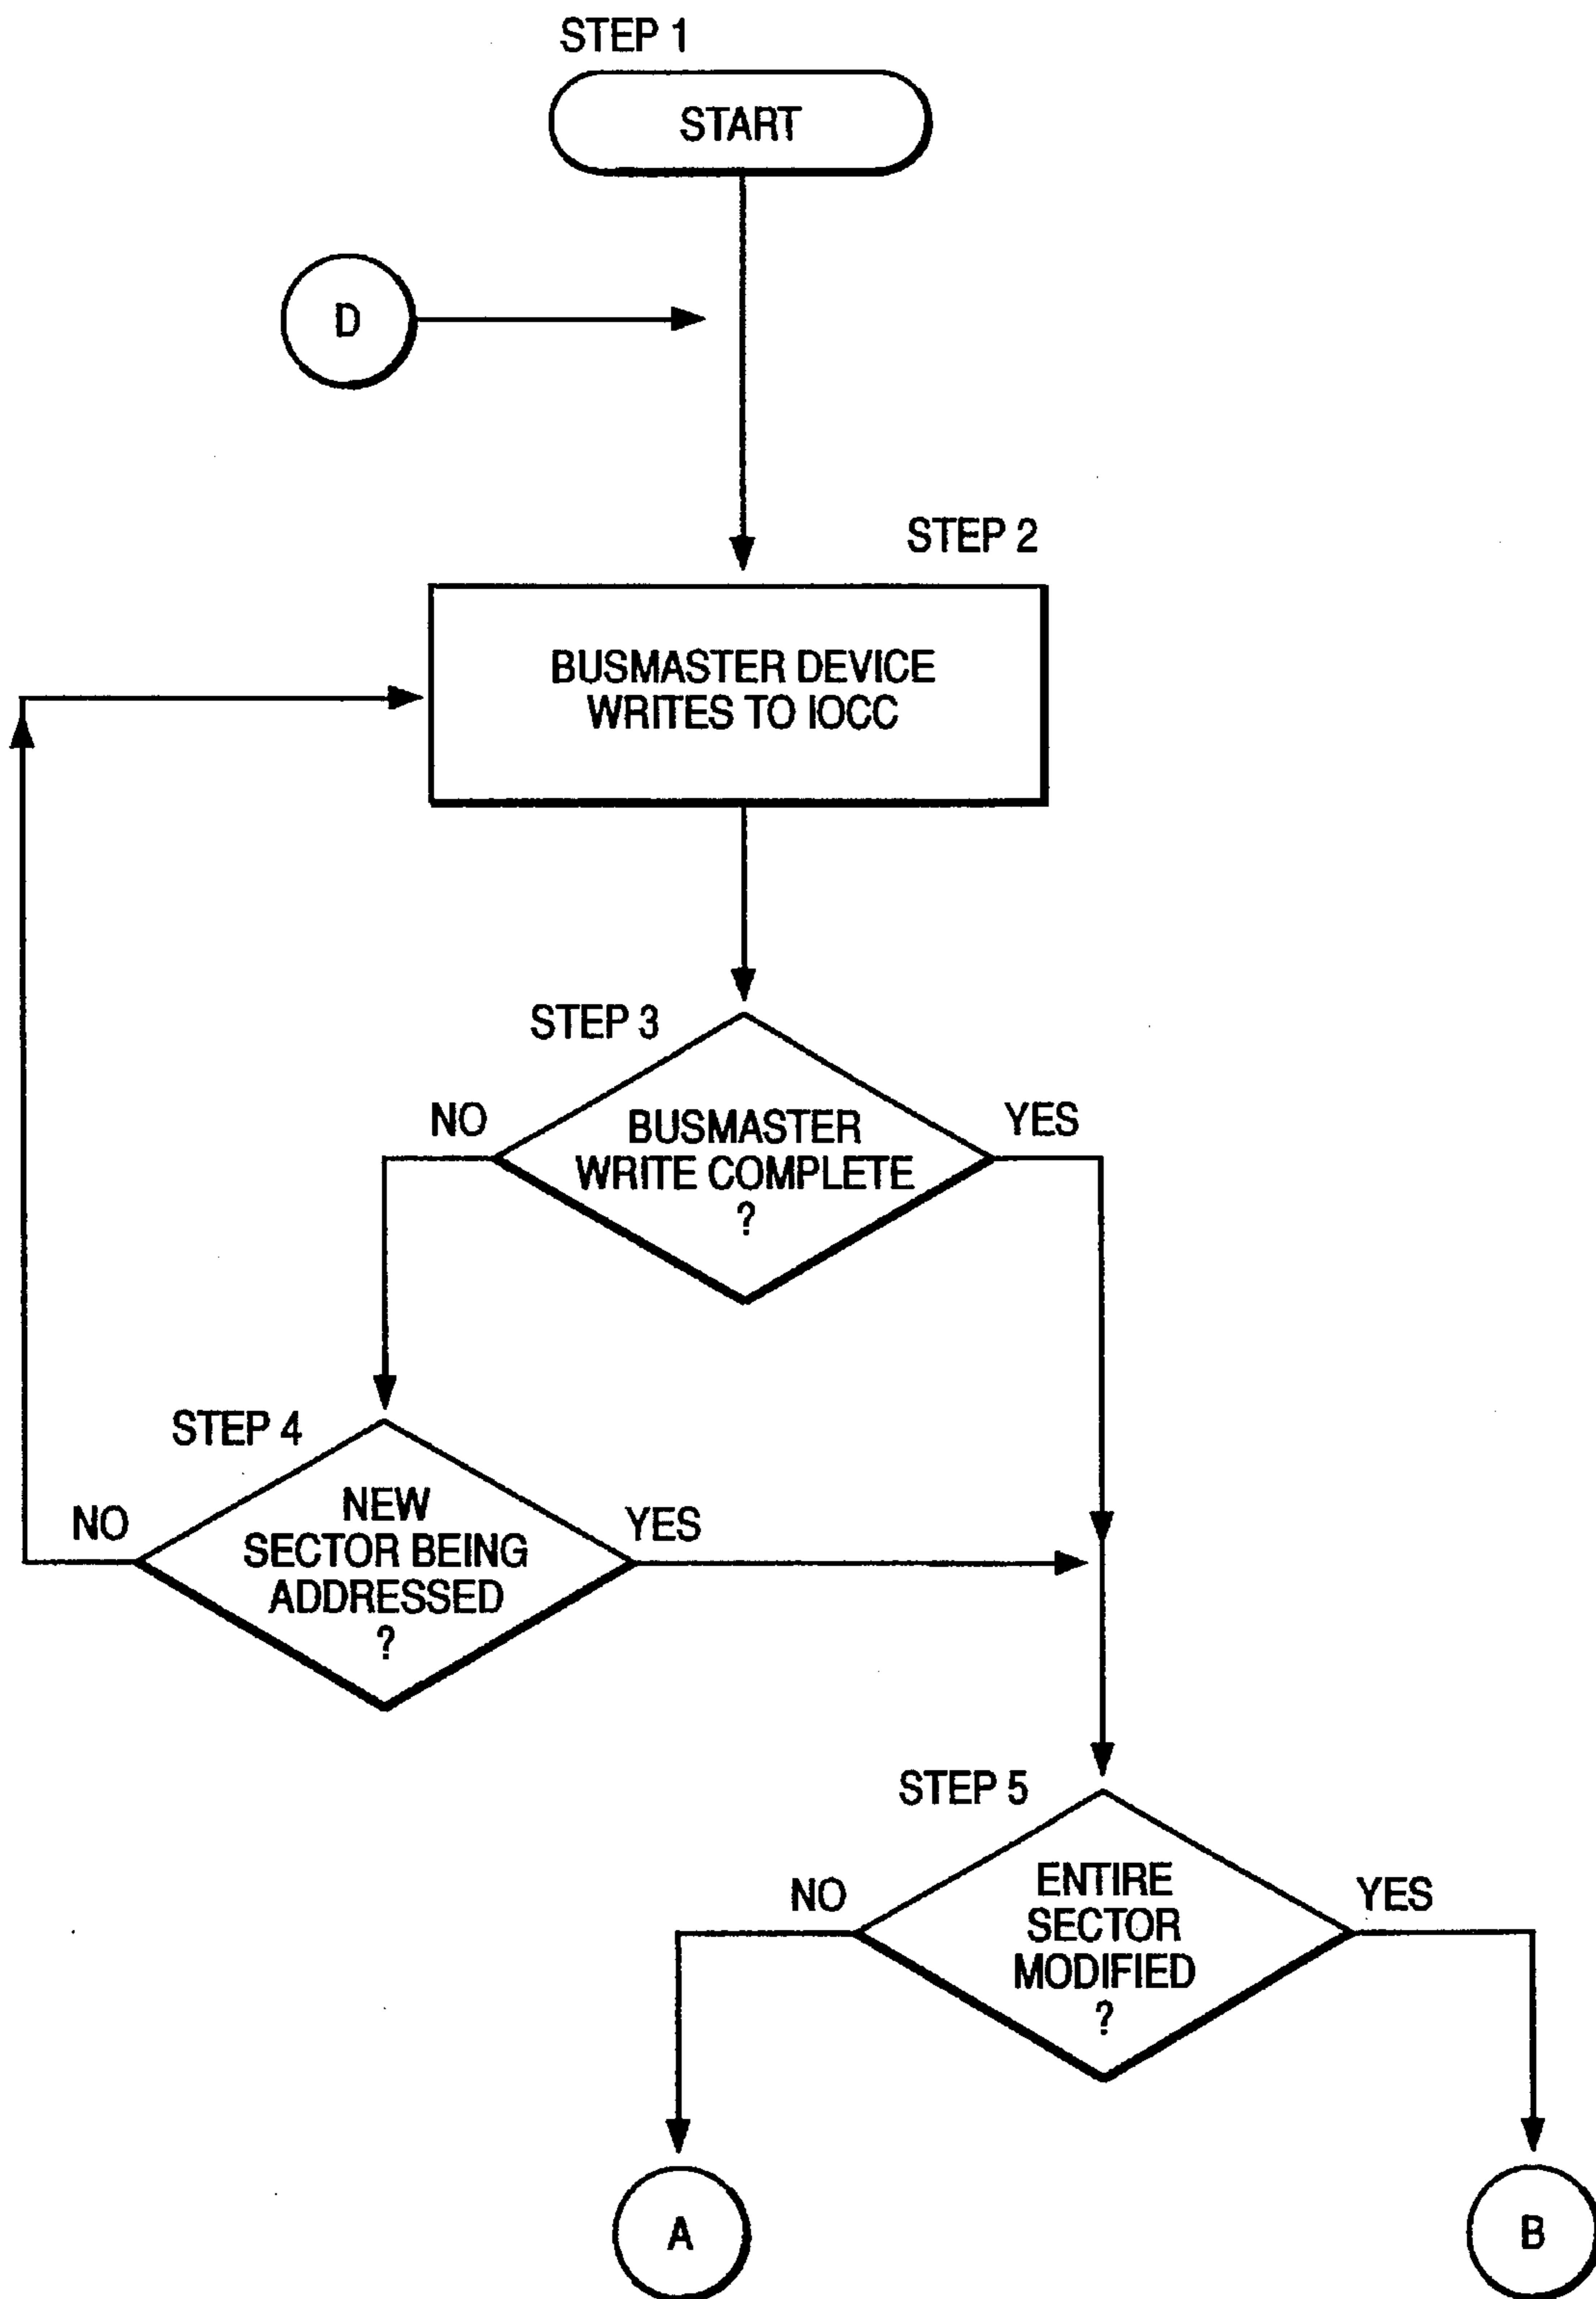 STEP 1
START
D
STEP 2
BUSMASTER DEVICE
WRITES TO IOCC
STEP 3
NO
YES
BUSMASTER
WRITE COMPLETE
?
STEP 4
NO
YES
NEW
SECTOR BEING
ADDRESSED
?
STEP 5
NO
YES
ENTIRE
SECTOR
MODIFIED
?
A
B